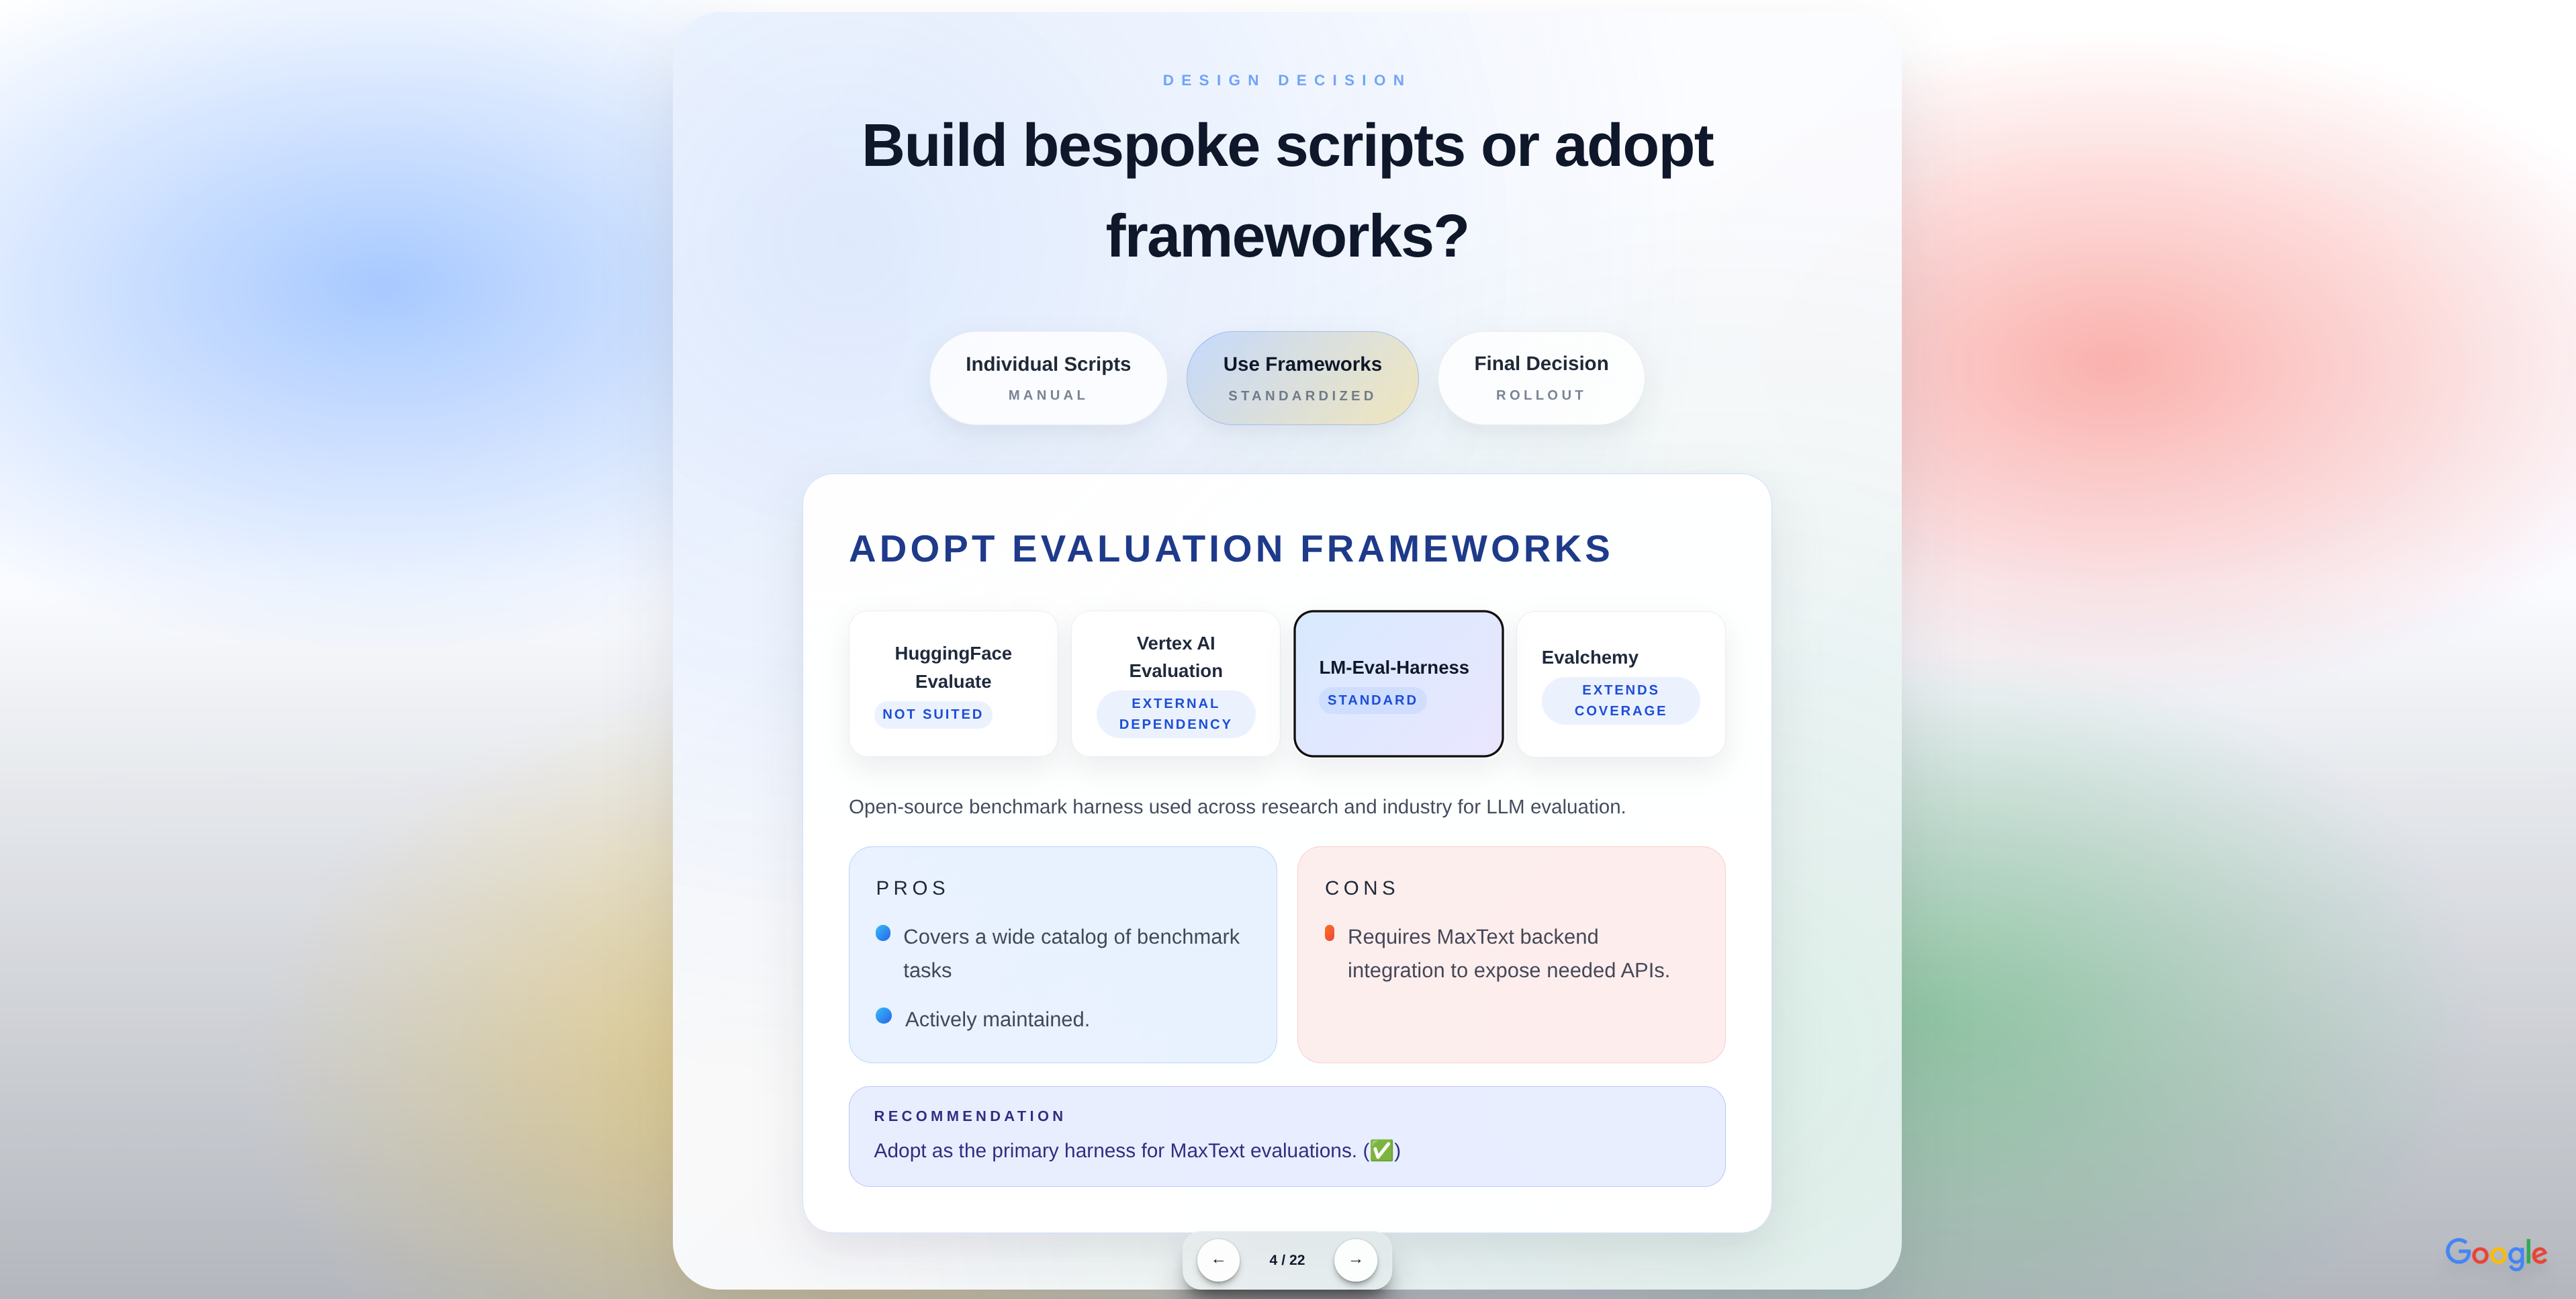 DESIGN DECISION
Build bespoke scripts or adopt
frameworks?
Individual Scripts
MANUAL
Use Frameworks
STANDARDIZED
Final Decision
ROLLOUT
ADOPT EVALUATION FRAMEWORKS
HuggingFace
Evaluate
NOT SUITED
Vertex AI
Evaluation
EXTERNAL
DEPENDENCY
LM-Eval-Harness
STANDARD
Evalchemy
EXTENDS
COVERAGE
Open-source benchmark harness used across research and industry for LLM evaluation.
PROS
Covers a wide catalog of benchmark
tasks
Actively maintained.
CONS
Requires MaxText backend
integration to expose needed APIs.
RECOMMENDATION
Adopt as the primary harness for MaxText evaluations. (✅)
← 4 / 22 →
Google